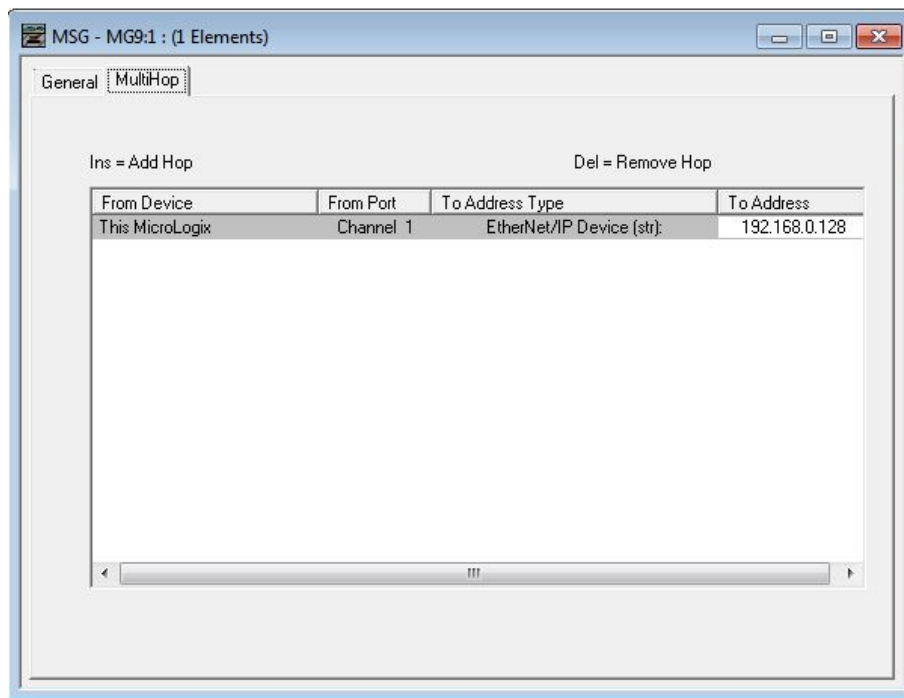 MSG - MG9:1 : (1 Elements)
General MultiHop
Ins = Add Hop Del = Remove Hop
From Device From Port To Address Type To Address
This MicroLogix Channel 1 EtherNet/IP Device (str): 192.168.0.128